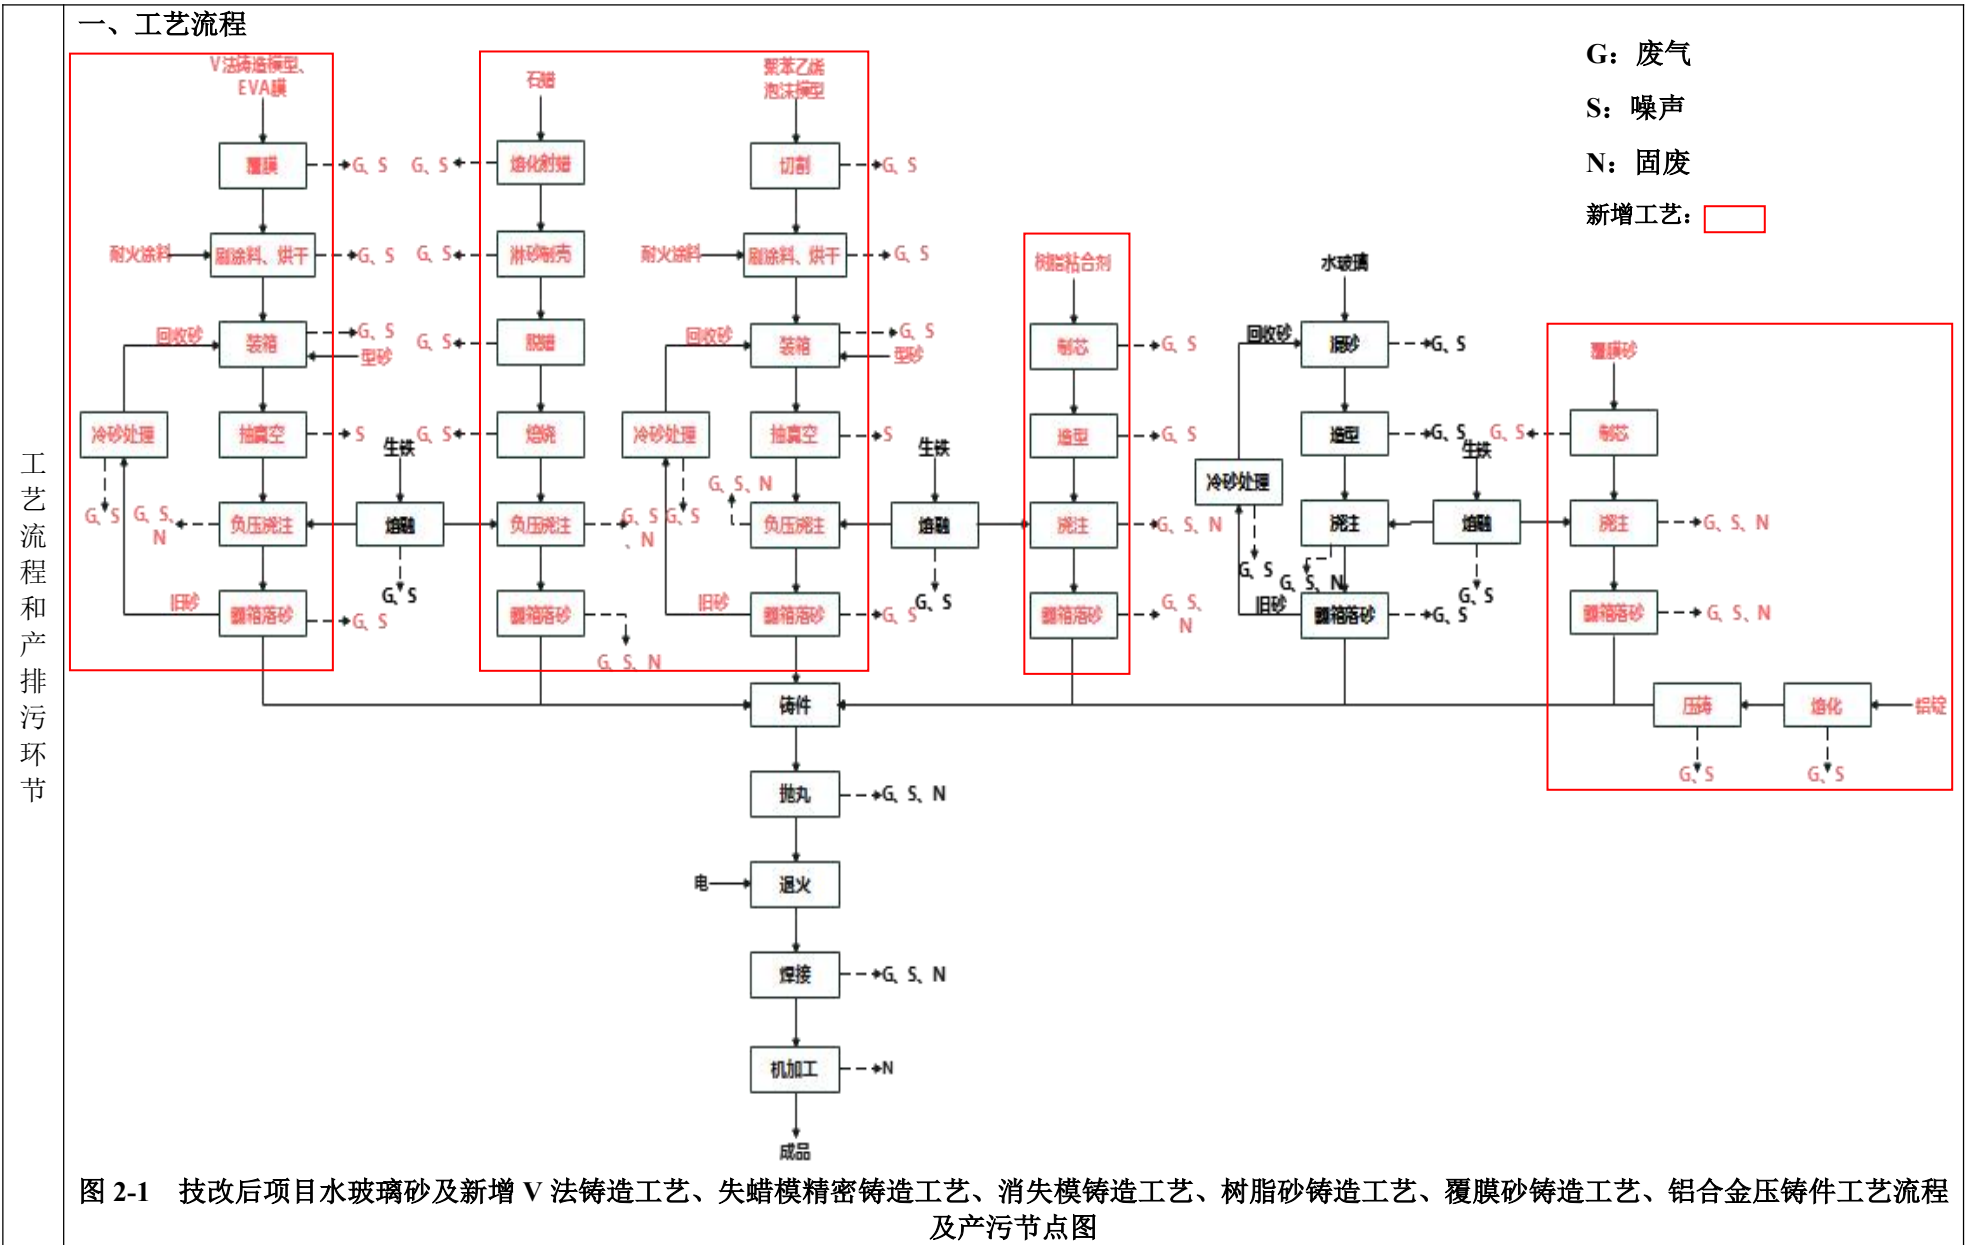 一、工艺流程
G：废气
S：噪声
N：固废
新增工艺：
工艺流程和产排污环节
V法铸造模型、
EVA膜
覆膜
G、S
耐火涂料
刷涂料、烘干
G、S
回收砂
装箱
G、S
型砂
冷砂处理
G、S
抽真空
S
G、S、
N
负压浇注
旧砂
翻箱落砂
G、S
生铁
熔融
G、S
石蜡
G、S
熔化射蜡
G、S
淋砂制壳
G、S
脱蜡
G、S
焙烧
负压浇注
G、S
、N
翻箱落砂
G、S、N
聚苯乙烯
泡沫模型
切割
G、S
耐火涂料
刷涂料、烘干
G、S
回收砂
装箱
G、S
型砂
冷砂处理
G、S
抽真空
S
G、S、N
负压浇注
旧砂
翻箱落砂
G、S
生铁
熔融
G、S
树脂粘合剂
制芯
G、S
造型
G、S
浇注
G、S、N
翻箱落砂
G、S、
N
水玻璃
回收砂
混砂
G、S
造型
G、S
冷砂处理
G、S
浇注
G、S、N
旧砂
翻箱落砂
G、S
生铁
熔融
G、S
覆膜砂
G、S
制芯
浇注
G、S、N
翻箱落砂
G、S、N
压铸
G、S
熔化
G、S
铝锭
铸件
抛丸
G、S、N
电
退火
焊接
G、S、N
机加工
N
成品
图 2-1 技改后项目水玻璃砂及新增 V 法铸造工艺、失蜡模精密铸造工艺、消失模铸造工艺、树脂砂铸造工艺、覆膜砂铸造工艺、铝合金压铸件工艺流程
及产污节点图